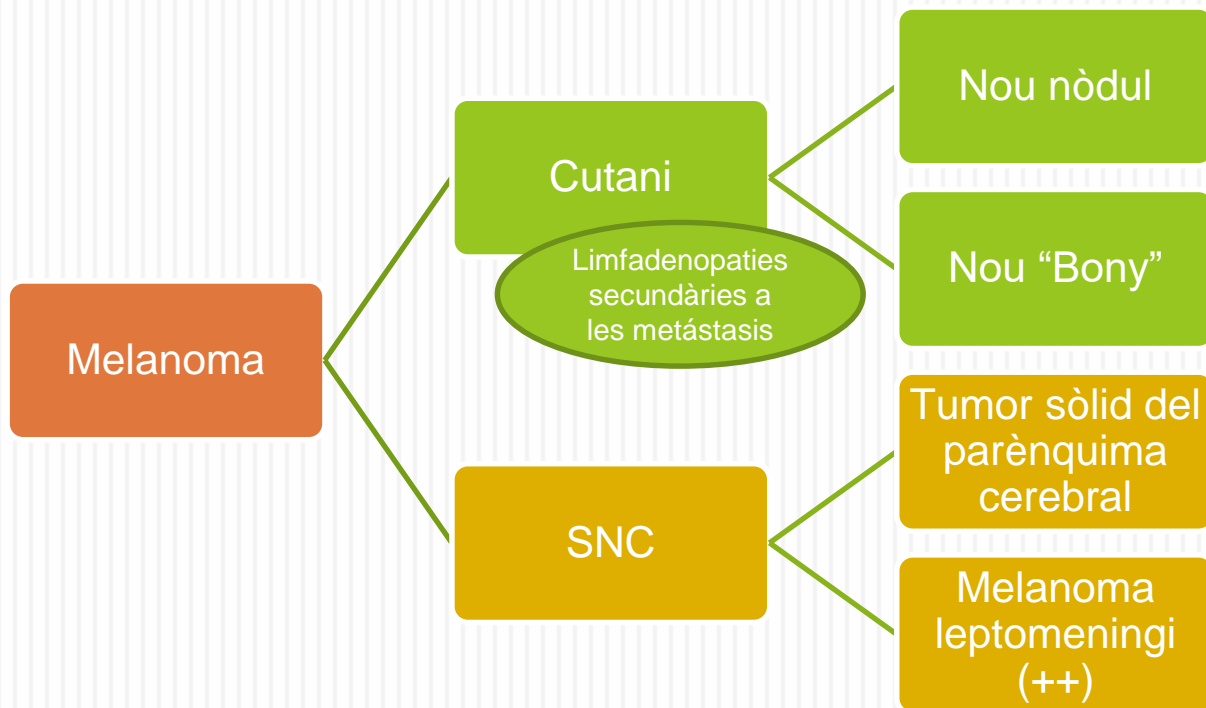 Melanoma
Cutani
Limfadenopaties
secundàries a
les metástasis
Nou nòdul
Nou “Bony”
SNC
Tumor sòlid del
parènquima
cerebral
Melanoma
leptomeningi
(++)